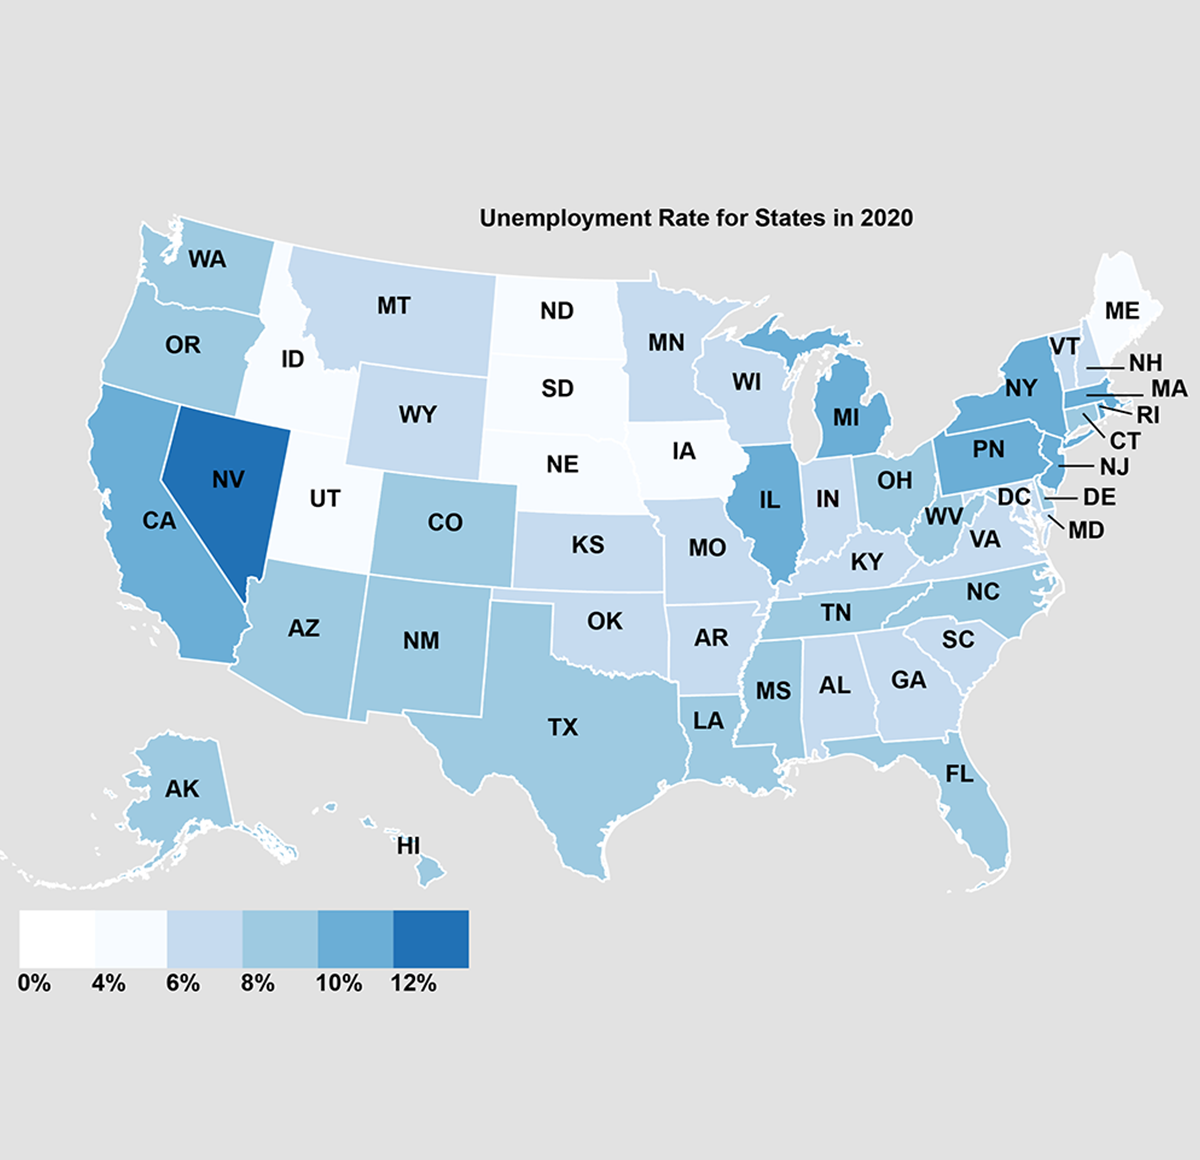 Unemployment Rate for States in 2020
WA
MT
ND
ME
OR
ID
MN
VT
NH
SD
WI
NY
MA
WY
MI
RI
CT
IA
PN
NJ
NE
NV
UT
OH
IL
IN
DC
DE
CA
CO
WV
MD
KS
MO
VA
KY
NC
TN
OK
AZ
NM
AR
SC
GA
AL
MS
LA
TX
FL
AK
HI
0% 4% 6% 8% 10% 12%